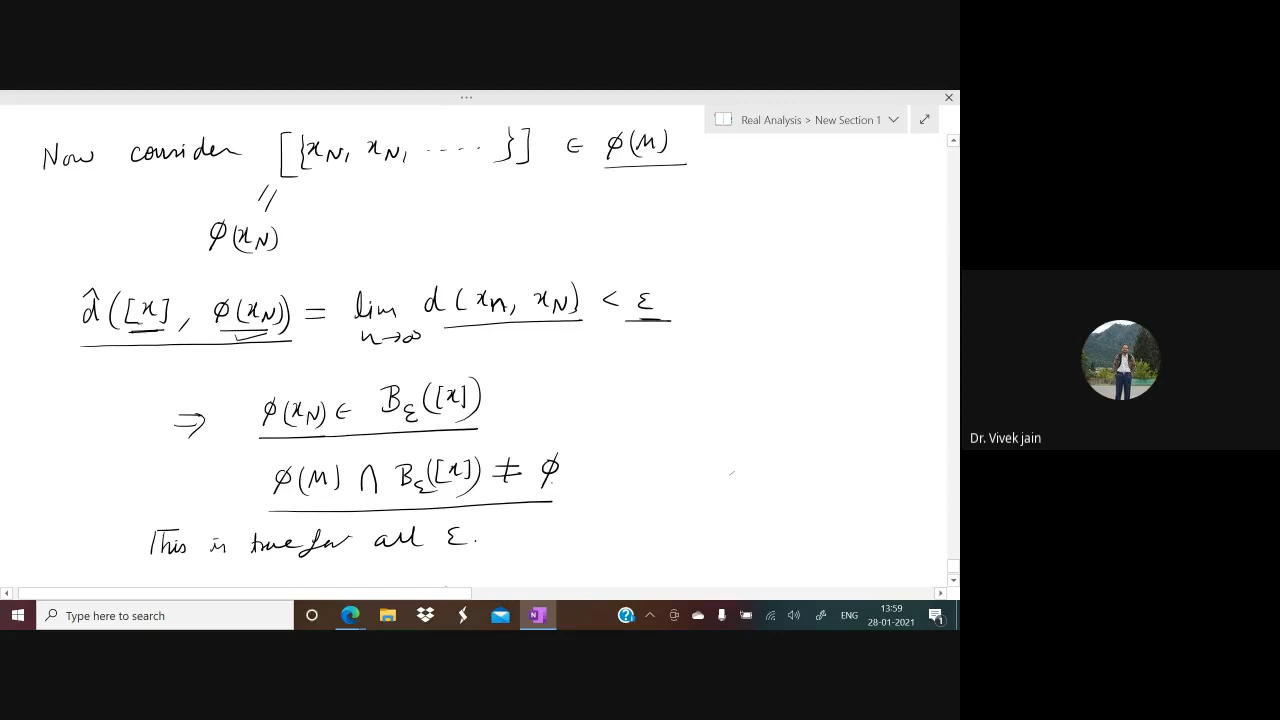 Real Analysis > New Section 1
Now consider [{x_N, x_N, ....}] ∈ φ(M)
//
φ(x_N)
d̂([x], φ(x_N)) = lim_{n→∞} d(x_n, x_N) < ε
⇒ φ(x_N) ∈ B_ε([x])
φ(M) ∩ B_ε([x]) ≠ φ
This is true for all ε.
Dr. Vivek jain
Type here to search
ENG
13:59
28-01-2021
1